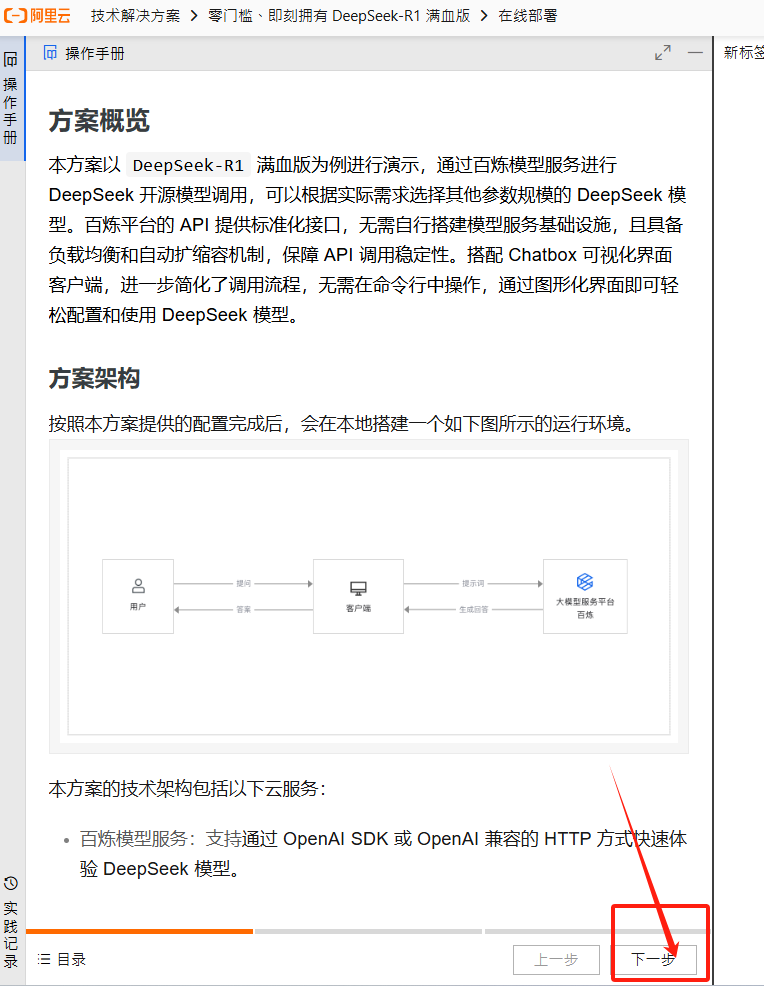 阿里云 技术解决方案 > 零门槛、即刻拥有 DeepSeek-R1 满血版 > 在线部署
操作手册
操作手册
新标签
方案概览
本方案以 DeepSeek-R1 满血版为例进行演示，通过百炼模型服务进行
DeepSeek 开源模型调用，可以根据实际需求选择其他参数规模的 DeepSeek 模
型。百炼平台的 API 提供标准化接口，无需自行搭建模型服务基础设施，且具备
负载均衡和自动扩缩容机制，保障 API 调用稳定性。搭配 Chatbox 可视化界面
客户端，进一步简化了调用流程，无需在命令行中操作，通过图形化界面即可轻
松配置和使用 DeepSeek 模型。
方案架构
按照本方案提供的配置完成后，会在本地搭建一个如下图所示的运行环境。
用户
提问
答案
客户端
提示词
生成回答
大模型服务平台
百炼
本方案的技术架构包括以下云服务：
• 百炼模型服务：支持通过 OpenAI SDK 或 OpenAI 兼容的 HTTP 方式快速体
验 DeepSeek 模型。
实践记录
目录
上一步
下一步